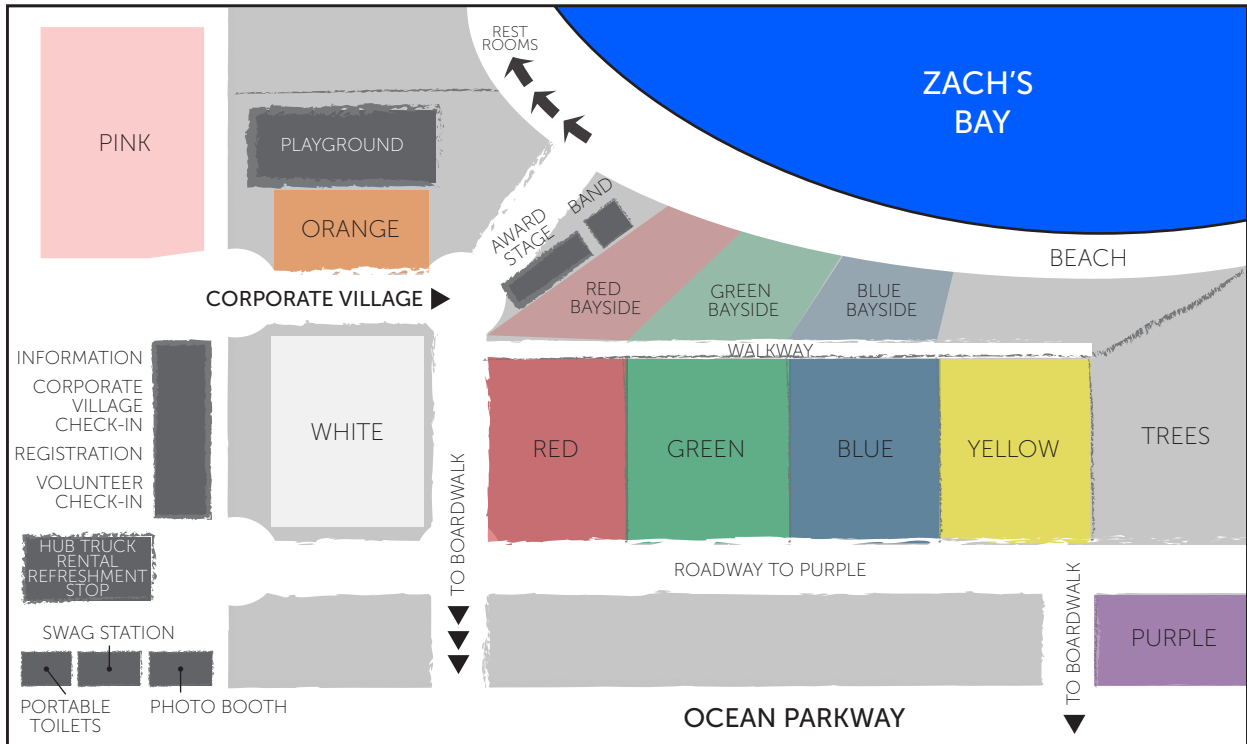 REST
ROOMS
ZACH'S
BAY
PINK
PLAYGROUND
ORANGE
AWARD
STAGE
BAND
BEACH
CORPORATE VILLAGE
RED
BAYSIDE
GREEN
BAYSIDE
BLUE
BAYSIDE
WALKWAY
INFORMATION
CORPORATE
VILLAGE
CHECK-IN
REGISTRATION
VOLUNTEER
CHECK-IN
WHITE
RED
GREEN
BLUE
YELLOW
TREES
HUB TRUCK
RENTAL
REFRESHMENT
STOP
TO BOARDWALK
ROADWAY TO PURPLE
TO BOARDWALK
PURPLE
SWAG STATION
PORTABLE
TOILETS
PHOTO BOOTH
OCEAN PARKWAY